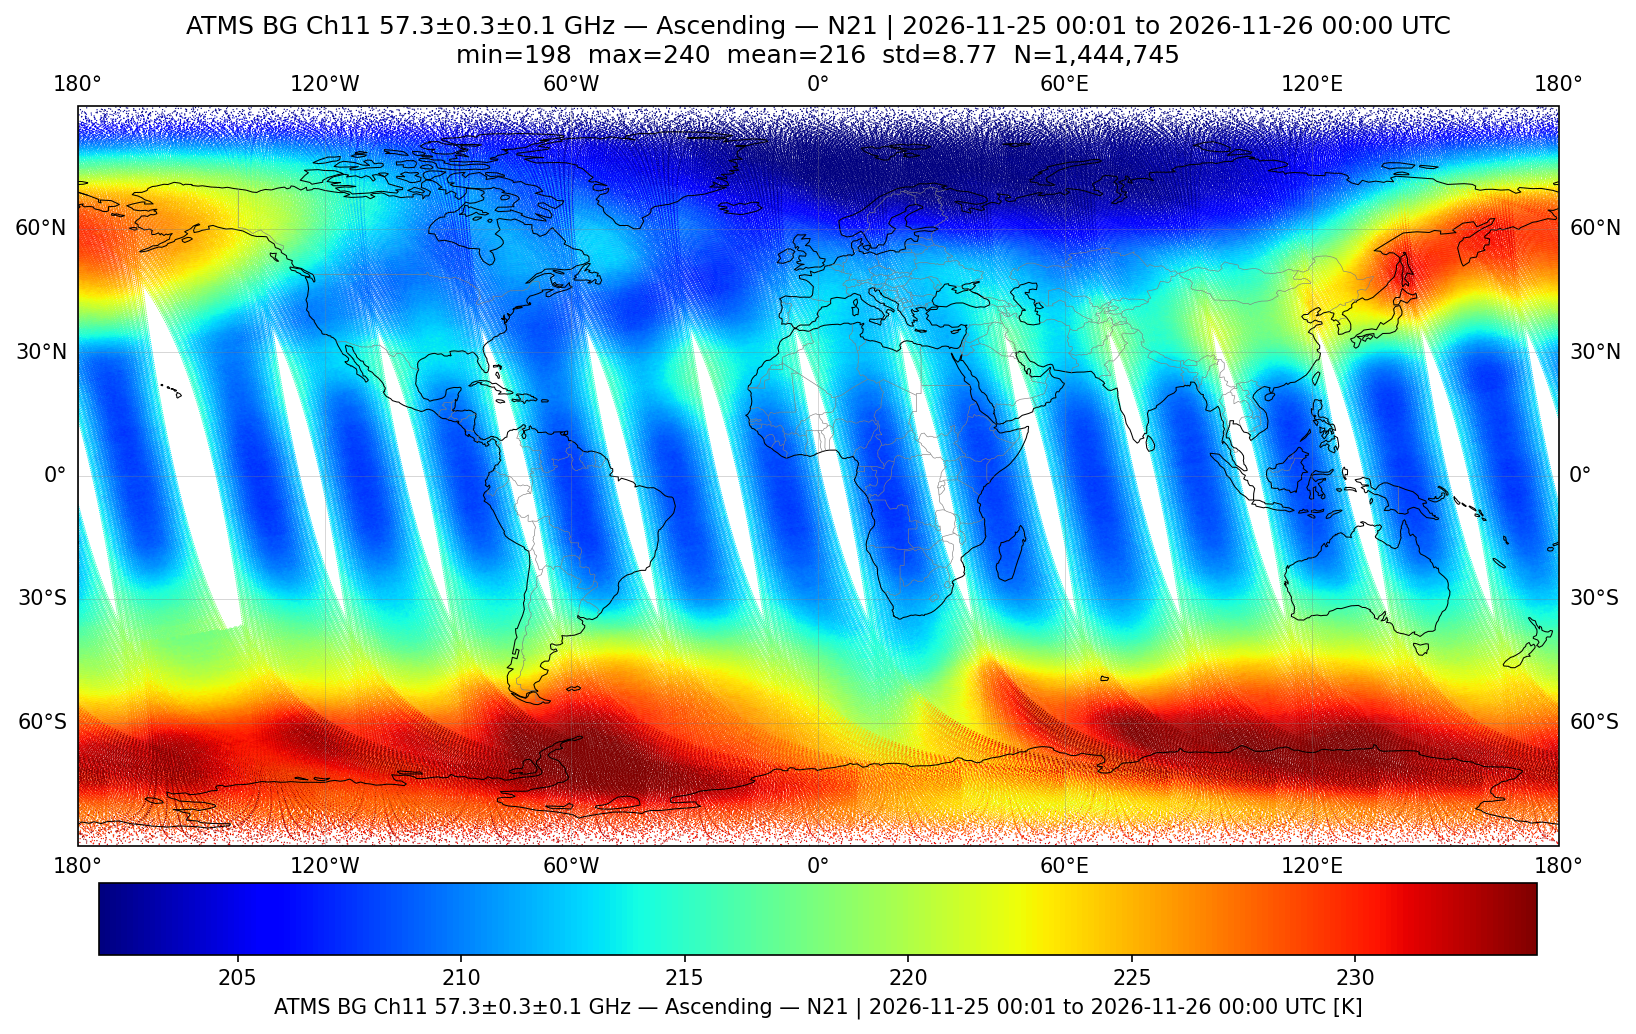 ATMS BG Ch11 57.3±0.3±0.1 GHz — Ascending — N21 | 2026-11-25 00:01 to 2026-11-26 00:00 UTC
min=198 max=240 mean=216 std=8.77 N=1,444,745
180° 120°W 60°W 0° 60°E 120°E 180°
60°N 60°N
30°N 30°N
0° 0°
30°S 30°S
60°S 60°S
180° 120°W 60°W 0° 60°E 120°E 180°
205 210 215 220 225 230
ATMS BG Ch11 57.3±0.3±0.1 GHz — Ascending — N21 | 2026-11-25 00:01 to 2026-11-26 00:00 UTC [K]